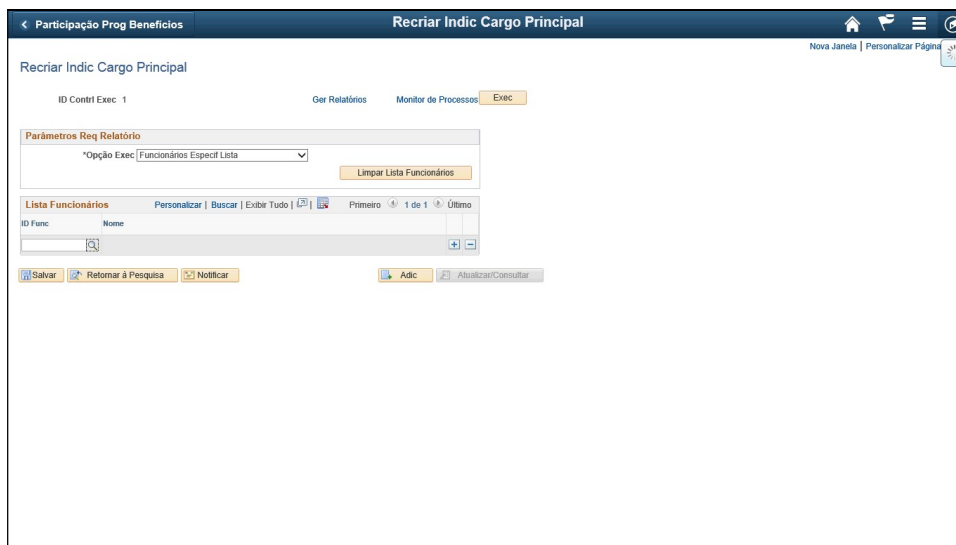 Participação Prog Benefícios
Recriar Indic Cargo Principal
Nova Janela | Personalizar Página
Recriar Indic Cargo Principal
ID Contrl Exec 1 Ger Relatórios Monitor de Processos Exec
Parâmetros Req Relatório
*Opção Exec Funcionários Especif Lista
Limpar Lista Funcionários
Lista Funcionários Personalizar | Buscar | Exibir Tudo | | Primeiro 1 de 1 Último
ID Func Nome
Salvar Retornar à Pesquisa Notificar Adic Atualizar/Consultar